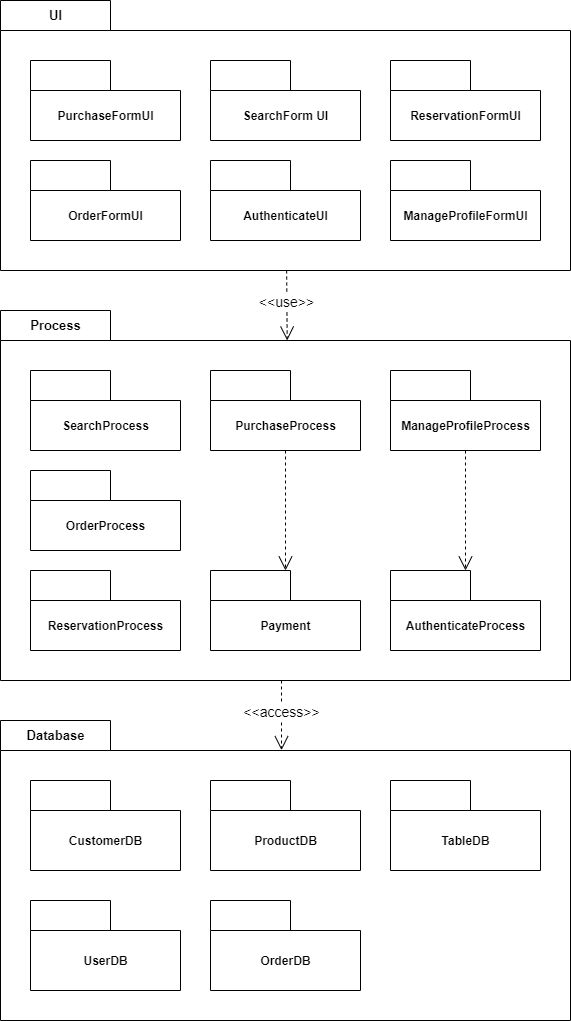 UI
PurchaseFormUI
SearchForm UI
ReservationFormUI
OrderFormUI
AuthenticateUI
ManageProfileFormUI
<<use>>
Process
SearchProcess
PurchaseProcess
ManageProfileProcess
OrderProcess
ReservationProcess
Payment
AuthenticateProcess
<<access>>
Database
CustomerDB
ProductDB
TableDB
UserDB
OrderDB